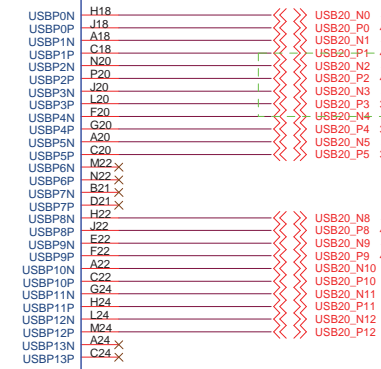 USBP0N H18 USB20_N0
USBP0P J18 USB20_P0
USBP1N A18 USB20_N1
USBP1P C18 USB20_P1
USBP2N N20 USB20_N2
USBP2P P20 USB20_P2
USBP3N J20 USB20_N3
USBP3P L20 USB20_P3
USBP4N F20 USB20_N4
USBP4P G20 USB20_P4
USBP5N A20 USB20_N5
USBP5P C20 USB20_P5
USBP6N M22
USBP6P N22
USBP7N B21
USBP7P D21
USBP8N H22 USB20_N8
USBP8P J22 USB20_P8
USBP9N E22 USB20_N9
USBP9P F22 USB20_P9
USBP10N A22 USB20_N10
USBP10P C22 USB20_P10
USBP11N G24 USB20_N11
USBP11P H24 USB20_P11
USBP12N L24 USB20_N12
USBP12P M24 USB20_P12
USBP13N A24
USBP13P C24